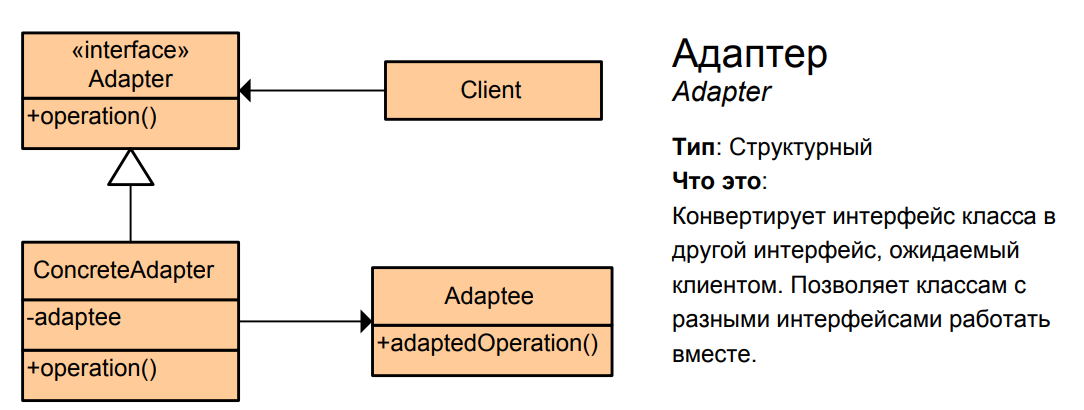 «interface»
Adapter
+operation()
Client
ConcreteAdapter
-adaptee
+operation()
Adaptee
+adaptedOperation()
Адаптер
Adapter
Тип: Структурный
Что это:
Конвертирует интерфейс класса в
другой интерфейс, ожидаемый
клиентом. Позволяет классам с
разными интерфейсами работать
вместе.